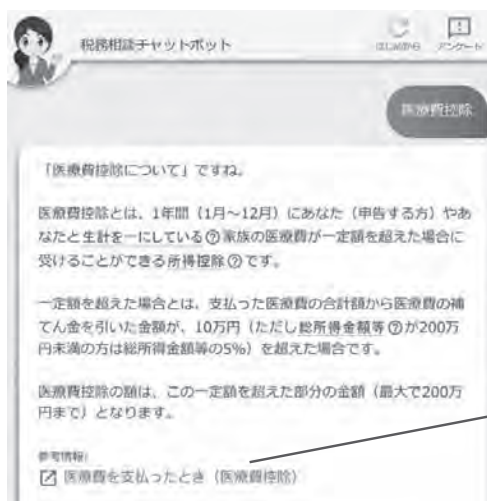 税務相談チャットボット
はじめから
アンケート
医療費控除
「医療費控除について」ですね。
医療費控除とは、1年間（1月～12月）にあなた（申告する方）やあ
なたと生計を一にしている?家族の医療費が一定額を超えた場合に
受けることができる所得控除?です。
一定額を超えた場合とは、支払った医療費の合計額から医療費の補
てん金を引いた金額が、10万円（ただし総所得金額等?が200万
円未満の方は総所得金額等の5%）を超えた場合です。
医療費控除の額は、この一定額を超えた部分の金額（最大で200万
円まで）となります。
参考情報:
医療費を支払ったとき（医療費控除）